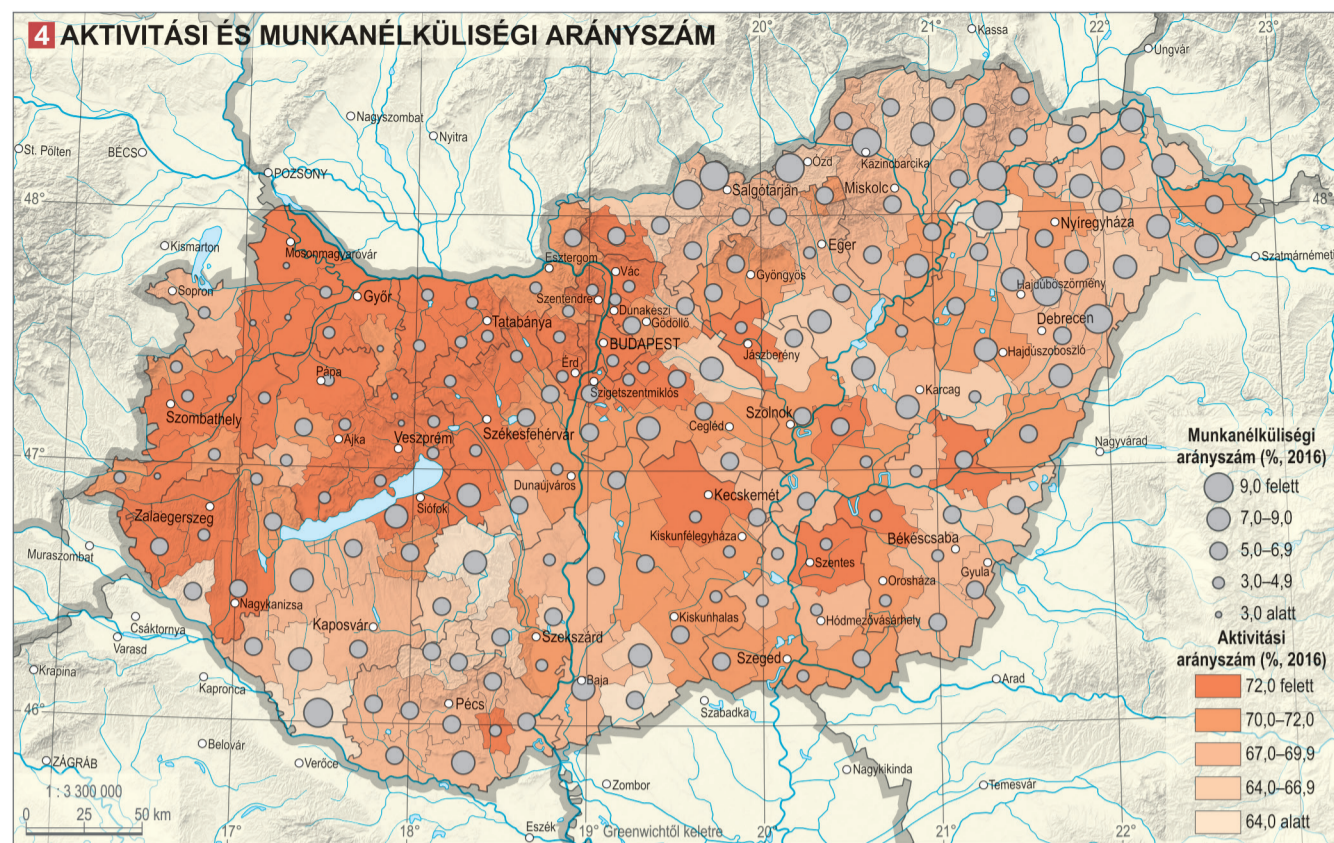 4 AKTIVITÁSI ÉS MUNKANÉLKÜLISÉGI ARÁNYSZÁM
20
21°
22°
23°
Kassa
Ungvár
Nagyszombat
Nyitra
St. Pölten
BÉCS
POZSONY
Ózd
Kazincbarcika
Salgótarján
Miskolc
48°
48°
Nyíregyháza
Kismarton
Mosonmagyaróvár
Esztergom
Vác
Eger
Gyöngyös
Szatmárnémeti
Sopron
Győr
Szentendre
Dunakeszi
Gödöllő
Hajdúböszörmény
Tatabánya
BUDAPEST
Debrecen
Jászberény
Hajdúszoboszló
Pápa
Érd
Szigetszentmiklós
Karcag
Szombathely
Szolnok
Ajka
Veszprém
Székesfehérvár
Cegléd
Nagyvárad
47°
Dunaújváros
Kecskemét
Zalaegerszeg
Siófok
Kiskunfélegyháza
Békéscsaba
Muraszombat
Szentes
Gyula
Orosháza
Nagykanizsa
Csáktornya
Kaposvár
Kiskunhalas
Hódmezővásárhely
Varasd
Szekszárd
Szeged
Krapina
Kapronca
Baja
Arad
46°
Pécs
Szabadka
Belovár
ZÁGRÁB
Verőce
Nagykikinda
Zombor
Temesvár
1 : 3 300 000
0 25 50 km
17°
18°
Eszék
19° Greenwichtől keletre
20
21
22°
Munkanélküliségi
arányszám (%, 2016)
9,0 felett
7,0–9,0
5,0–6,9
3,0–4,9
3,0 alatt
Aktivitási
arányszám (%, 2016)
72,0 felett
70,0–72,0
67,0–69,9
64,0–66,9
64,0 alatt